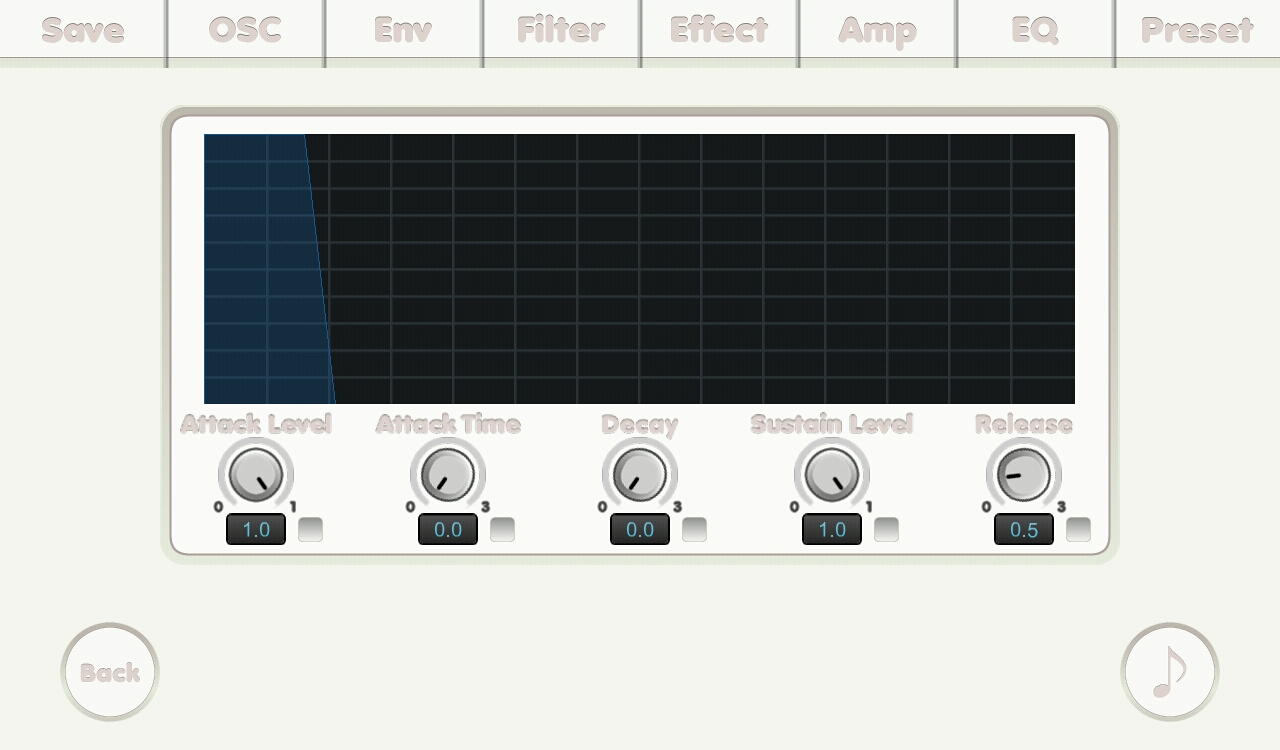 Save OSC Env Filter Effect Amp EQ Preset
Attack Level Attack Time Decay Sustain Level Release
0 1 0 3 0 3 0 1 0 3
1.0 0.0 0.0 1.0 0.5
Back